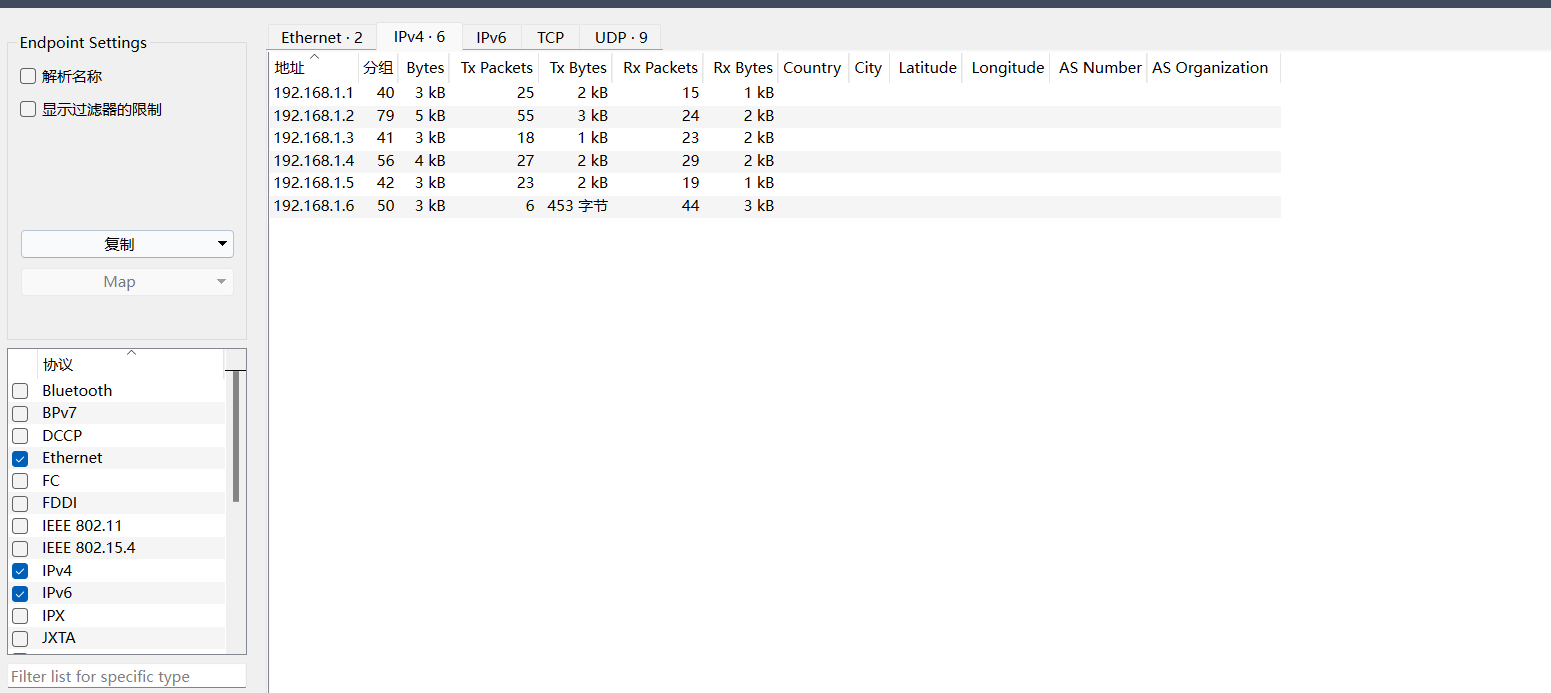 Endpoint Settings
解析名称
显示过滤器的限制
复制
Map
协议
Bluetooth
BPv7
DCCP
Ethernet
FC
FDDI
IEEE 802.11
IEEE 802.15.4
IPv4
IPv6
IPX
JXTA
Filter list for specific type
Ethernet · 2 IPv4 · 6 IPv6 TCP UDP · 9
地址 分组 Bytes Tx Packets Tx Bytes Rx Packets Rx Bytes Country City Latitude Longitude AS Number AS Organization
192.168.1.1 40 3 kB 25 2 kB 15 1 kB
192.168.1.2 79 5 kB 55 3 kB 24 2 kB
192.168.1.3 41 3 kB 18 1 kB 23 2 kB
192.168.1.4 56 4 kB 27 2 kB 29 2 kB
192.168.1.5 42 3 kB 23 2 kB 19 1 kB
192.168.1.6 50 3 kB 6 453 字节 44 3 kB